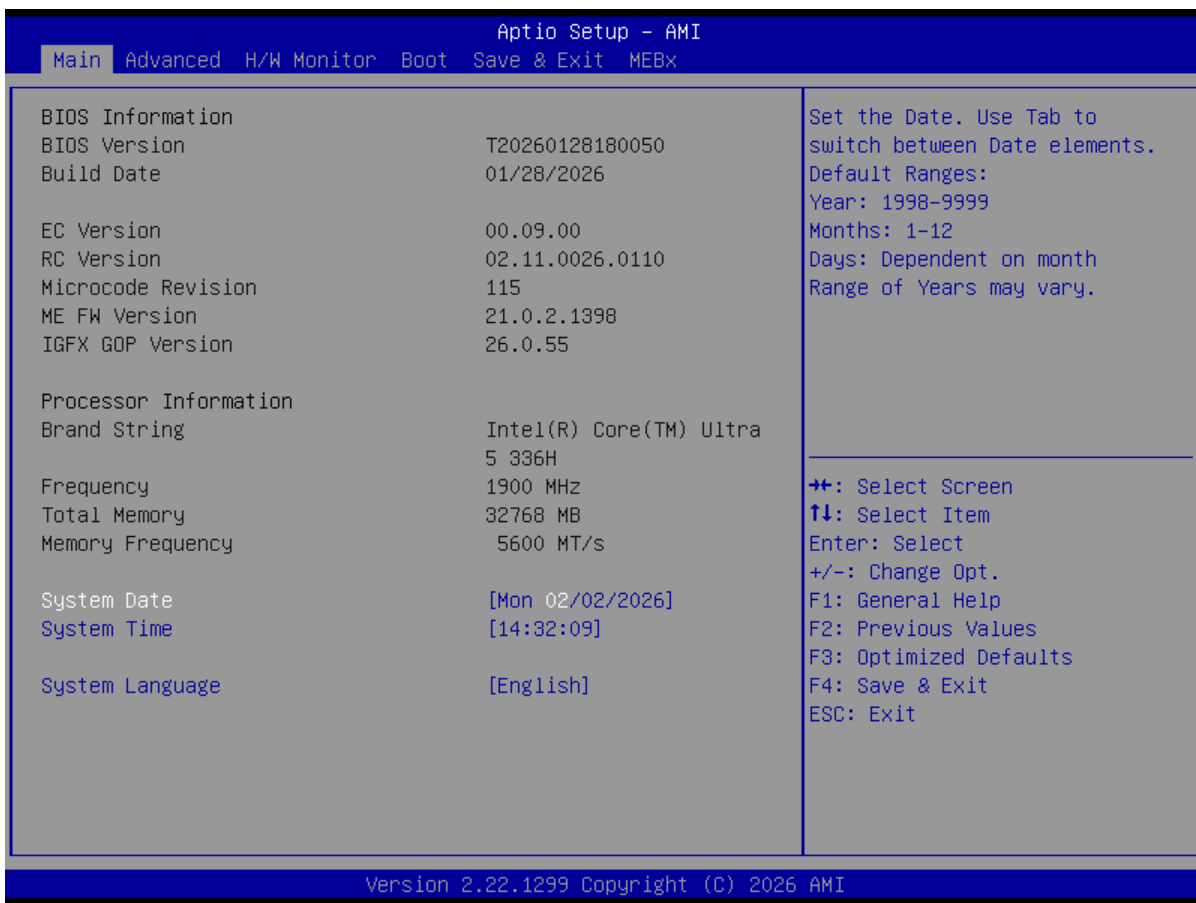 Aptio Setup - AMI
Main Advanced H/W Monitor Boot Save & Exit MEBx
BIOS Information
BIOS Version T20260128180050
Build Date 01/28/2026
EC Version 00.09.00
RC Version 02.11.0026.0110
Microcode Revision 115
ME FW Version 21.0.2.1398
IGFX GOP Version 26.0.55
Processor Information
Brand String Intel(R) Core(TM) Ultra
5 336H
Frequency 1900 MHz
Total Memory 32768 MB
Memory Frequency 5600 MT/s
System Date [Mon 02/02/2026]
System Time [14:32:09]
System Language [English]
Set the Date. Use Tab to
switch between Date elements.
Default Ranges:
Year: 1998-9999
Months: 1-12
Days: Dependent on month
Range of Years may vary.
→←: Select Screen
↑↓: Select Item
Enter: Select
+/-: Change Opt.
F1: General Help
F2: Previous Values
F3: Optimized Defaults
F4: Save & Exit
ESC: Exit
Version 2.22.1299 Copyright (C) 2026 AMI